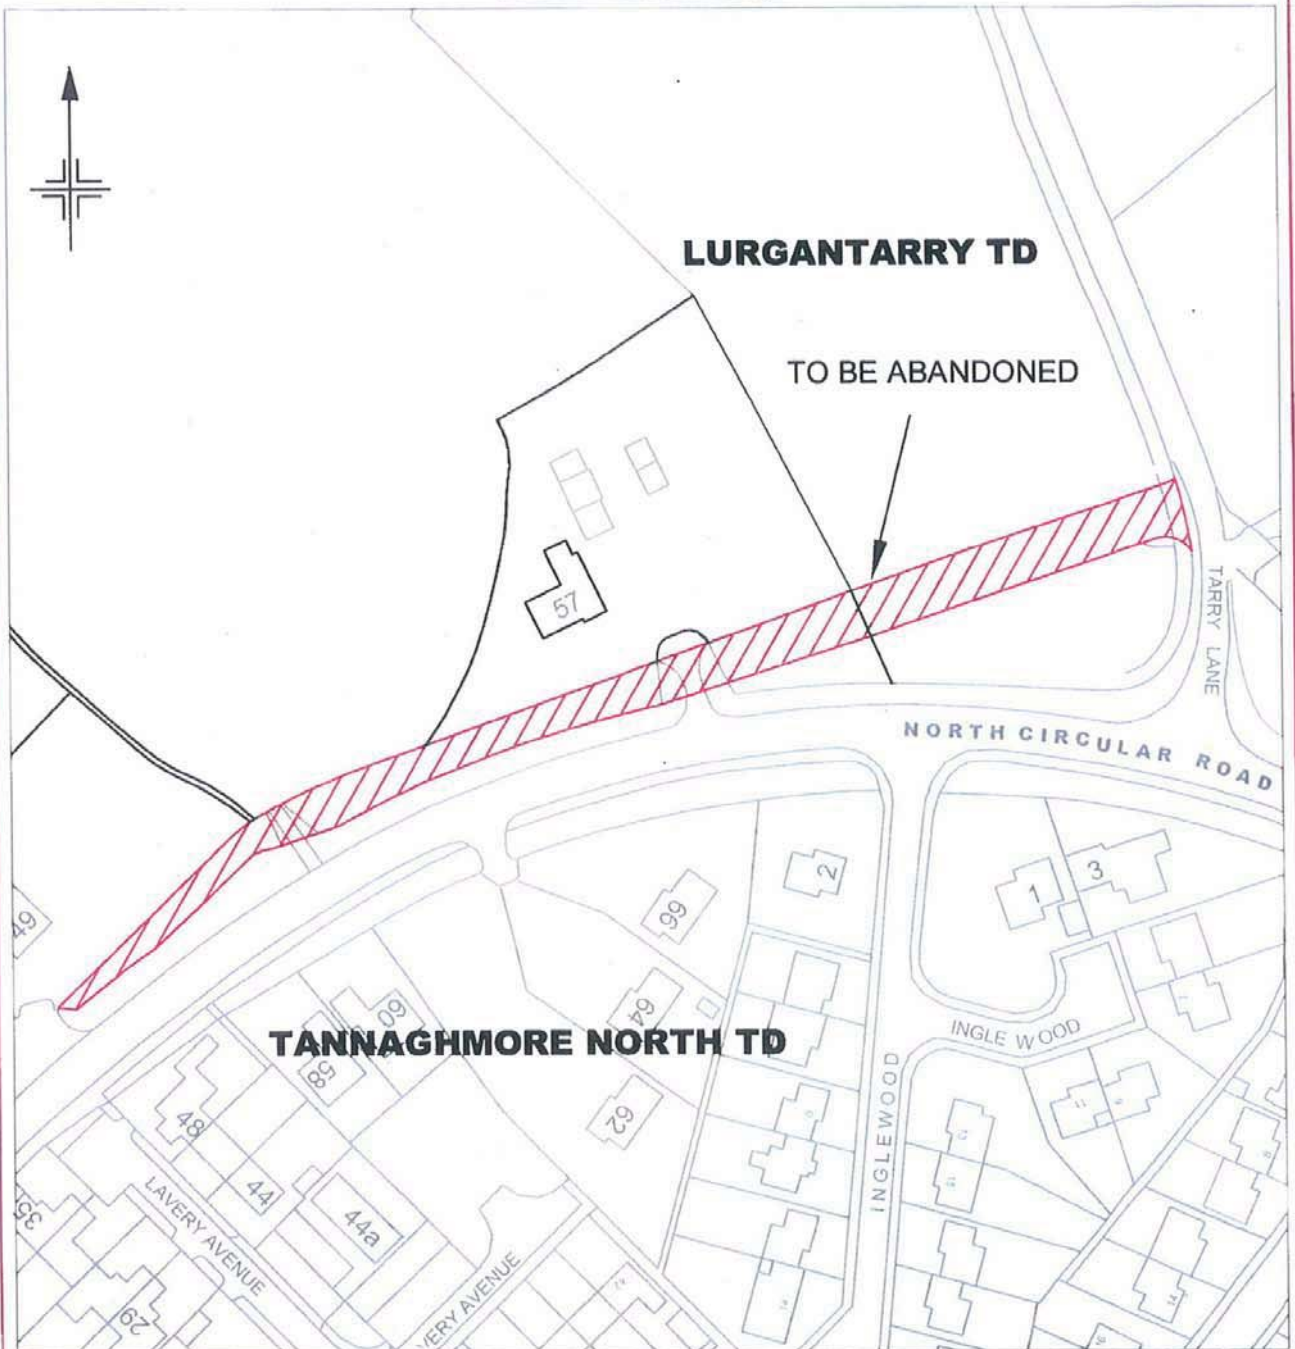 LURGANTARRY TD
TO BE ABANDONED
57
TARRY LANE
NORTH CIRCULAR ROAD
49
2
66
1
3
64
60
58
TANNAGHMORE NORTH TD
INGLE WOOD
62
INGLEWOOD
48
44
44a
LAVERY AVENUE
35
29
VERY AVENUE
11